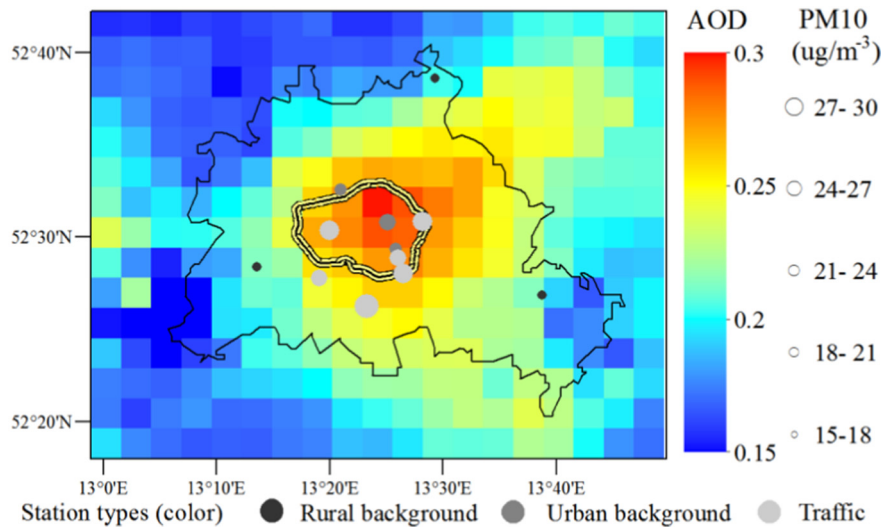 AOD
PM10
(ug/m-3)
52°40'N
52°30'N
52°20'N
13°0'E
13°10'E
13°20'E
13°30'E
13°40'E
0.3
0.25
0.2
0.15
27- 30
24-27
21- 24
18- 21
15-18
Station types (color)
Rural background
Urban background
Traffic